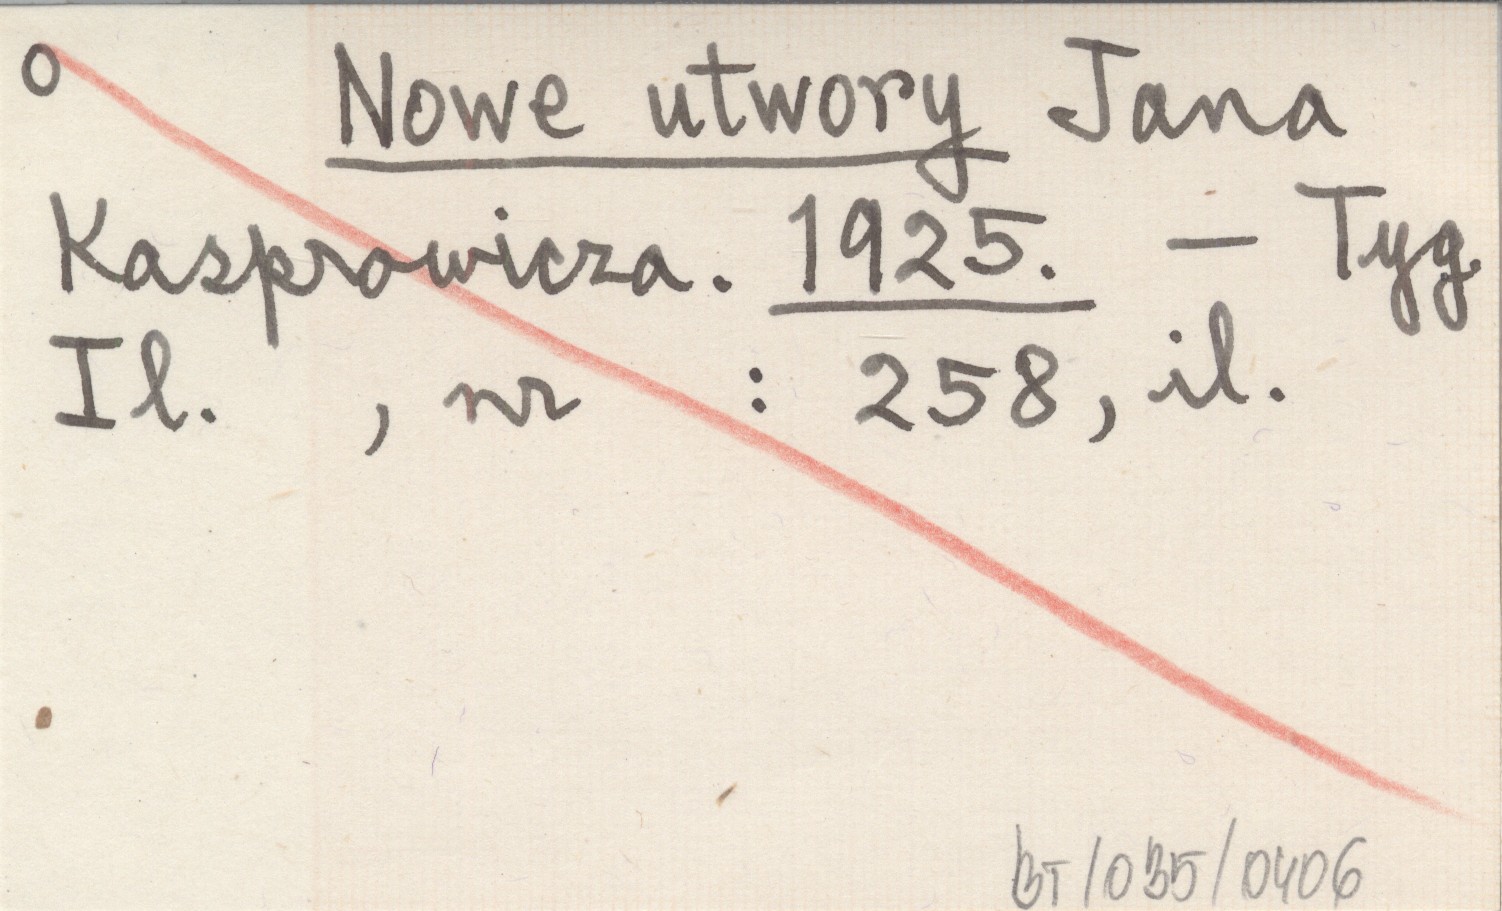 o Nowe utwory Jana
Kasprowicza. 1925. — Tyg.
Il. , nr : 258, il.
BT/035/0406